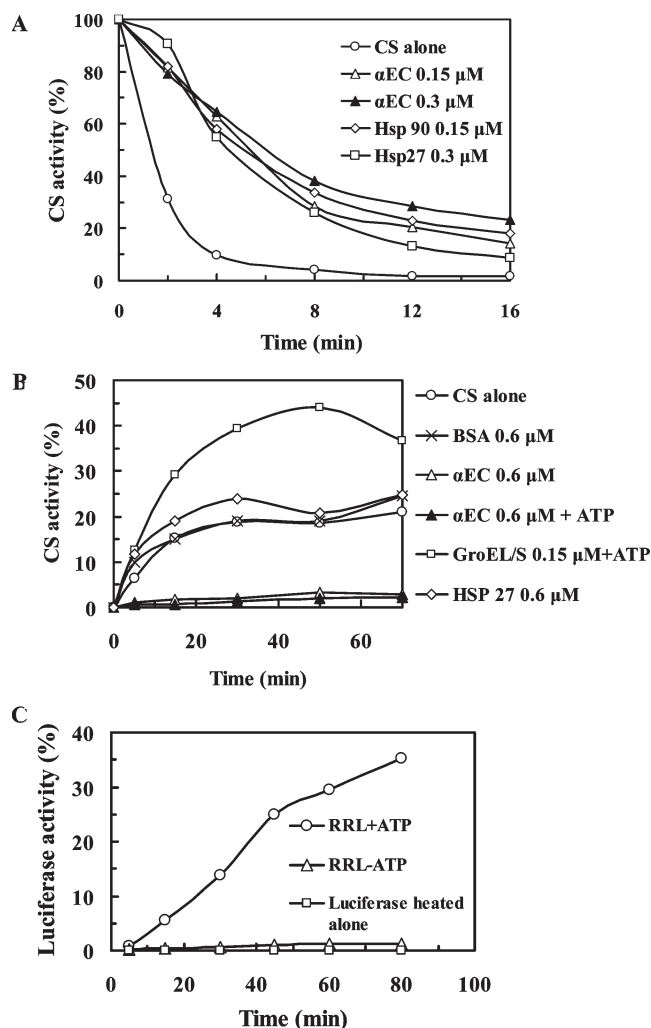 A
100
80
60
40
20
0
CS activity (%)
CS alone
αEC 0.15 μM
αEC 0.3 μM
Hsp 90 0.15 μM
Hsp27 0.3 μM
0 4 8 12 16
Time (min)
B
50
40
30
20
10
0
CS activity (%)
CS alone
BSA 0.6 μM
αEC 0.6 μM
αEC 0.6 μM + ATP
GroEL/S 0.15 μM+ATP
HSP 27 0.6 μM
0 20 40 60
Time (min)
C
40
30
20
10
0
Luciferase activity (%)
RRL+ATP
RRL-ATP
Luciferase heated
alone
0 20 40 60 80 100
Time (min)